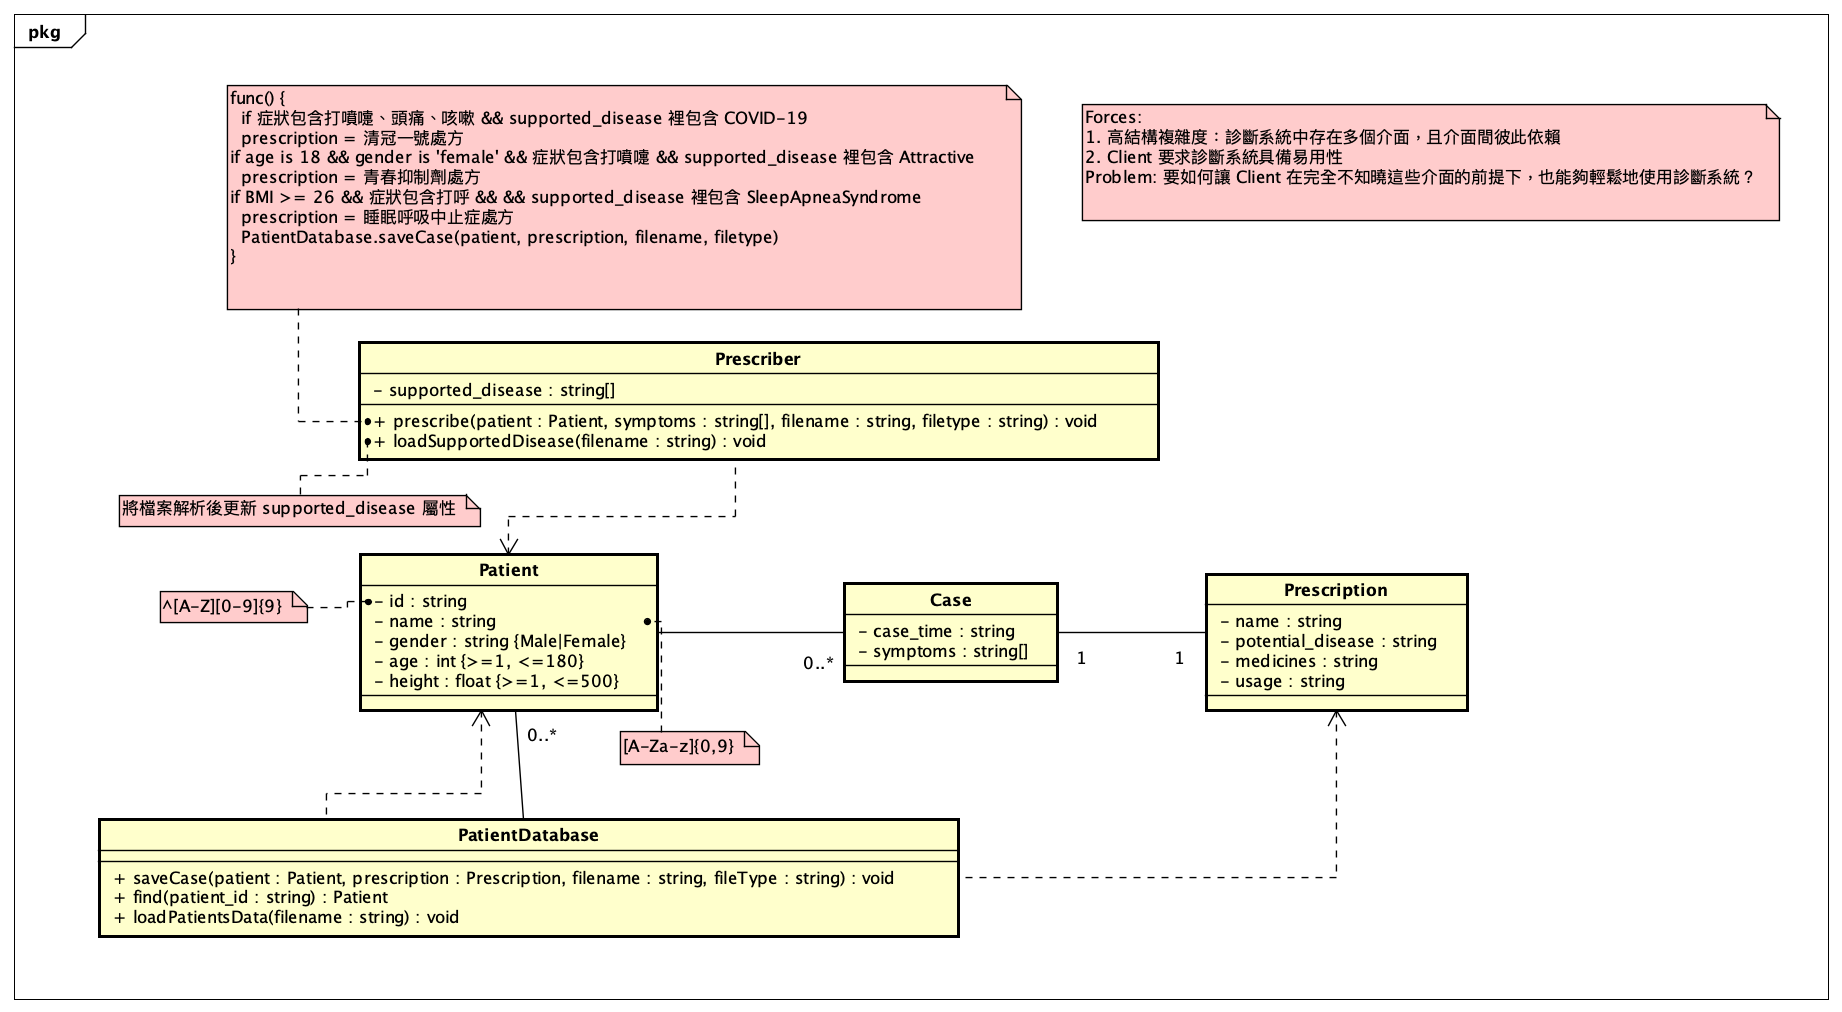 pkg
func() {
if 症狀包含打噴嚏、頭痛、咳嗽 && supported_disease 裡包含 COVID-19
prescription = 清冠一號處方
if age is 18 && gender is 'female' && 症狀包含打噴嚏 && supported_disease 裡包含 Attractive
prescription = 青春抑制劑處方
if BMI >= 26 && 症狀包含打呼 && && supported_disease 裡包含 SleepApneaSyndrome
prescription = 睡眠呼吸中止症處方
PatientDatabase.saveCase(patient, prescription, filename, filetype)
}
Forces:
1. 高結構複雜度：診斷系統中存在多個介面，且介面間彼此依賴
2. Client 要求診斷系統具備易用性
Problem: 要如何讓 Client 在完全不知曉這些介面的前提下，也能夠輕鬆地使用診斷系統？
Prescriber
- supported_disease : string[]
+ prescribe(patient : Patient, symptoms : string[], filename : string, filetype : string) : void
+ loadSupportedDisease(filename : string) : void
將檔案解析後更新 supported_disease 屬性
Patient
- id : string
- name : string
- gender : string {Male|Female}
- age : int {>=1, <=180}
- height : float {>=1, <=500}
^[A-Z][0-9]{9}
[A-Za-z]{0,9}
0..*
Case
- case_time : string
- symptoms : string[]
0..*
1
1
Prescription
- name : string
- potential_disease : string
- medicines : string
- usage : string
PatientDatabase
+ saveCase(patient : Patient, prescription : Prescription, filename : string, fileType : string) : void
+ find(patient_id : string) : Patient
+ loadPatientsData(filename : string) : void